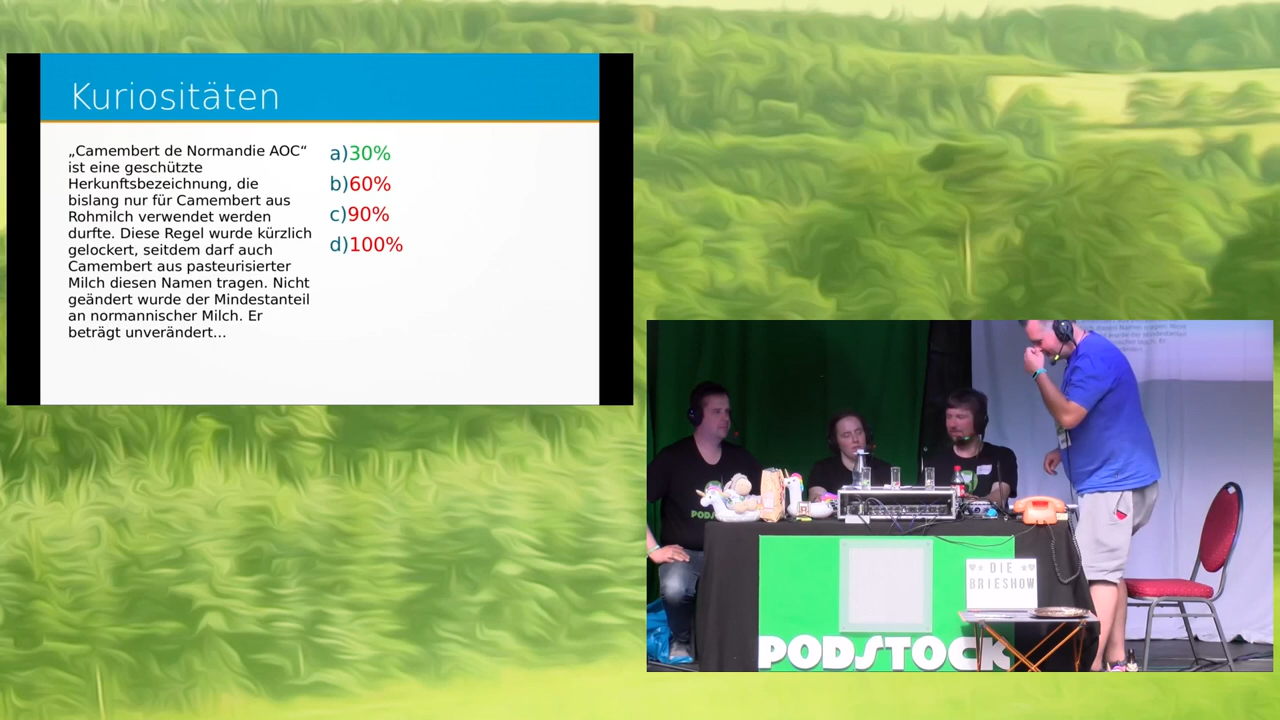 Kuriositäten
„Camembert de Normandie AOC“
ist eine geschützte
Herkunftsbezeichnung, die
bislang nur für Camembert aus
Rohmilch verwendet werden
durfte. Diese Regel wurde kürzlich
gelockert, seitdem darf auch
Camembert aus pasteurisierter
Milch diesen Namen tragen. Nicht
geändert wurde der Mindestanteil
an normannischer Milch. Er
beträgt unverändert...
a)30%
b)60%
c)90%
d)100%
DIE
BRIESHOW
PODSTOCK